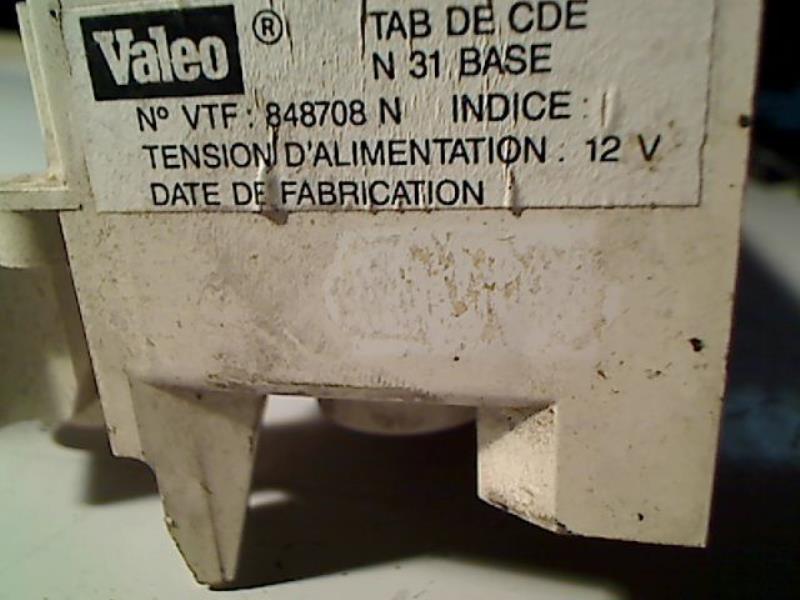 Valeo ® TAB DE CDE
N 31 BASE
Nº VTF : 848708 N INDICE :
TENSION D'ALIMENTATION . 12 V
DATE DE FABRICATION